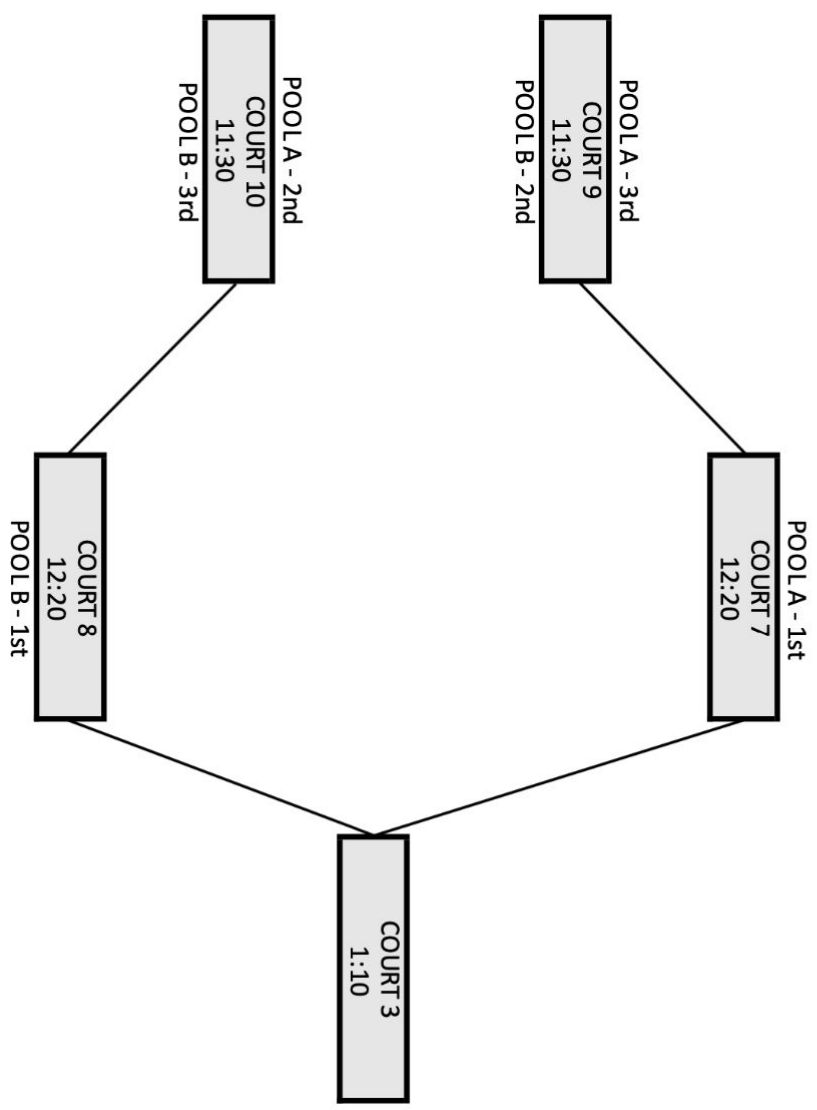 POOL A - 1st
COURT 7
12:20
POOL A - 3rd
COURT 9
11:30
POOL B - 2nd
COURT 3
1:10
POOL A - 2nd
COURT 10
11:30
POOL B - 3rd
COURT 8
12:20
POOL B - 1st